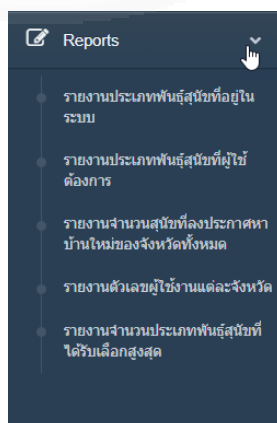 Reports
รายงานประเภทพันธุ์สุนัขที่อยู่ใน
ระบบ
รายงานประเภทพันธุ์สุนัขที่ผู้ใช้
ต้องการ
รายงานจำนวนสุนัขที่ลงประกาศหา
บ้านใหม่ของจังหวัดทั้งหมด
รายงานตัวเลขผู้ใช้งานแต่ละจังหวัด
รายงานจำนวนประเภทพันธุ์สุนัขที่
ได้รับเลือกสูงสุด